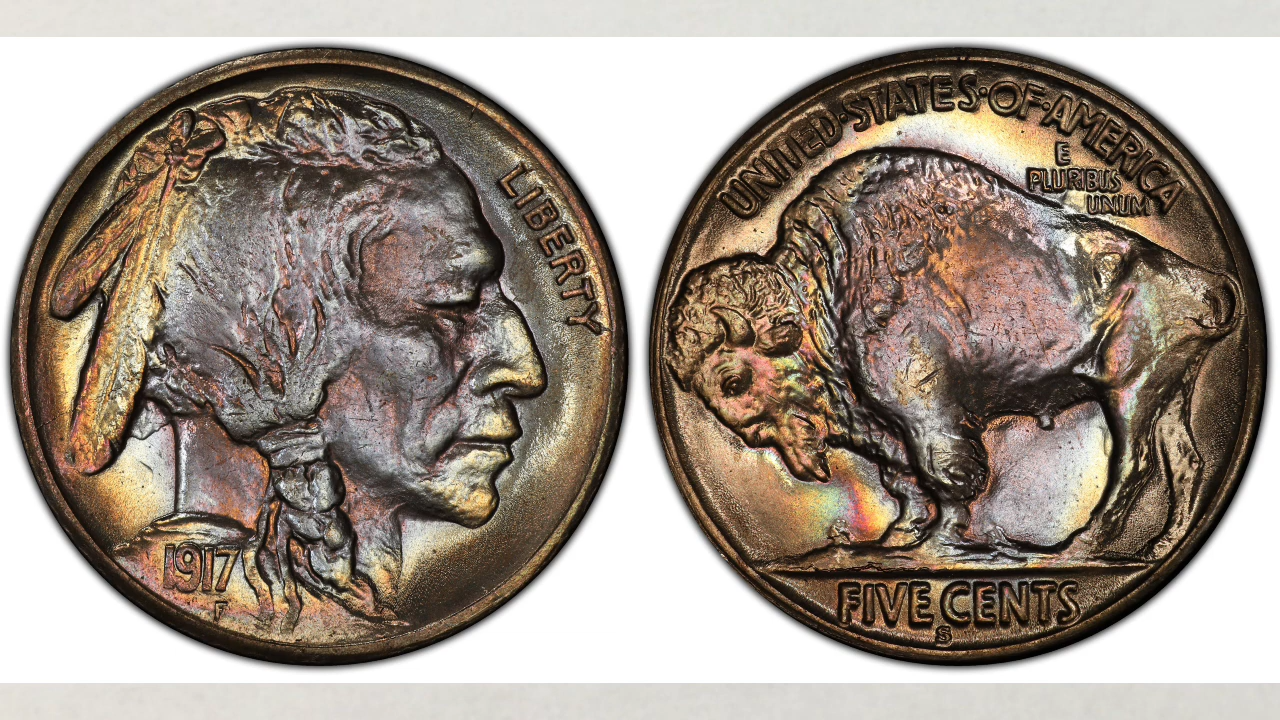 LIBERTY
1917
F
UNITED·STATES·OF·AMERICA
E
PLURIBUS
UNUM
FIVE CENTS
S